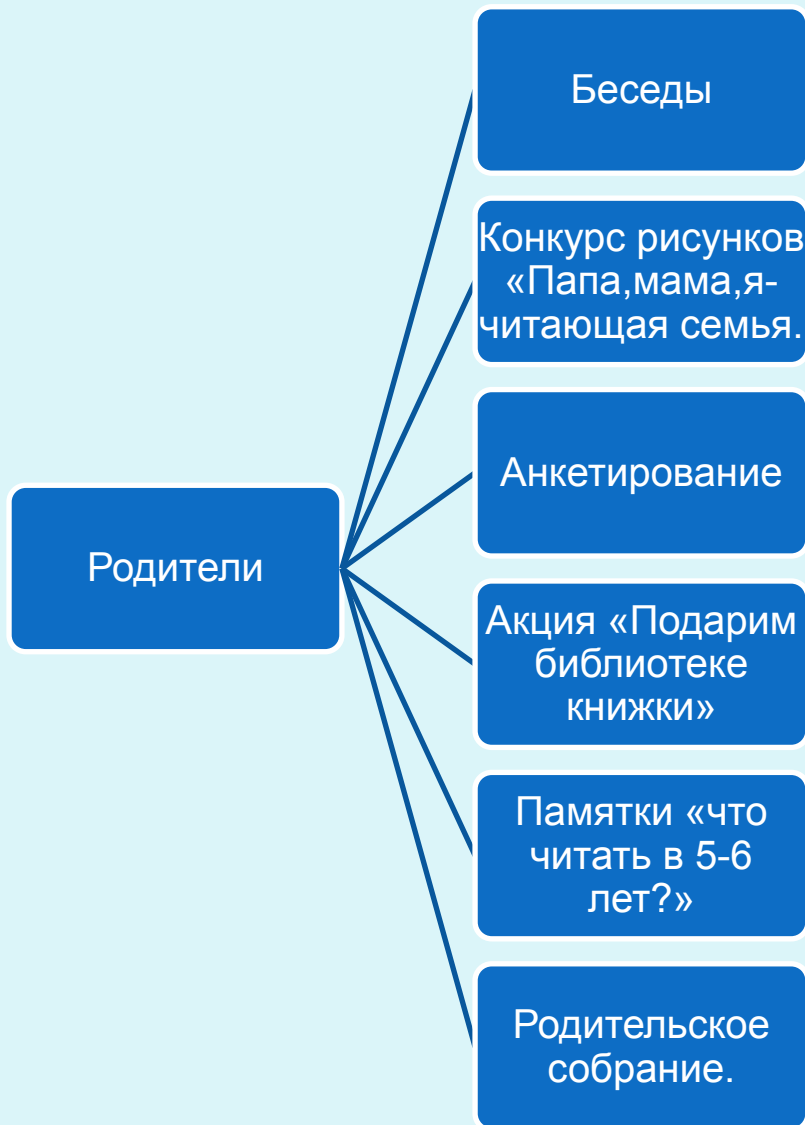 Беседы
Конкурс рисунков
«Папа,мама,я-
читающая семья.
Анкетирование
Родители
Акция «Подарим
библиотеке
книжки»
Памятки «что
читать в 5-6
лет?»
Родительское
собрание.